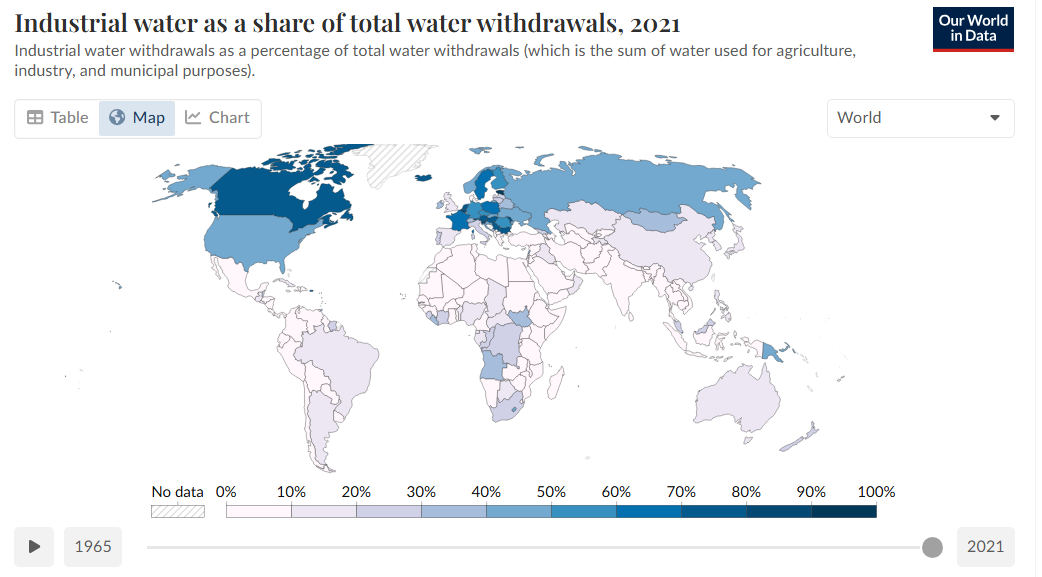 Industrial water as a share of total water withdrawals, 2021
Our World
in Data
Industrial water withdrawals as a percentage of total water withdrawals (which is the sum of water used for agriculture,
industry, and municipal purposes).
Table Map Chart
World
No data 0% 10% 20% 30% 40% 50% 60% 70% 80% 90% 100%
1965 2021